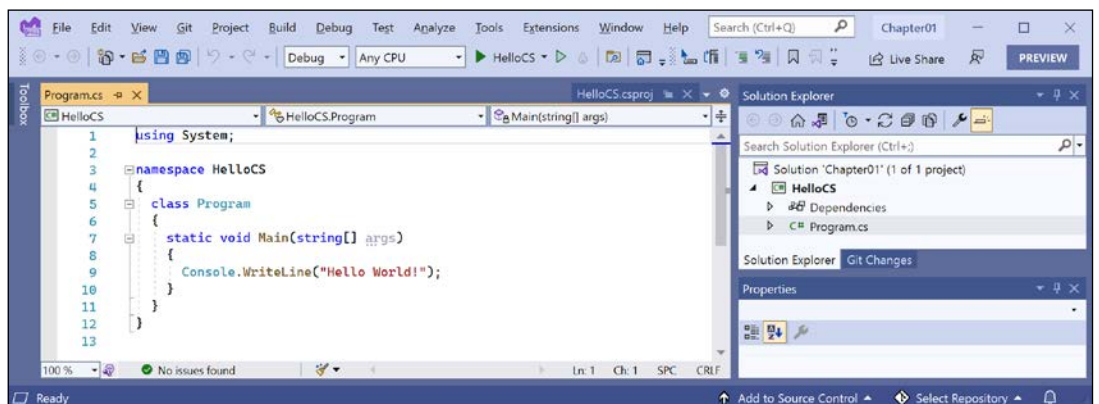 File Edit View Git Project Build Debug Test Analyze Tools Extensions Window Help Search (Ctrl+Q) Chapter01
Debug Any CPU HelloCS Live Share PREVIEW
Toolbox
Program.cs HelloCS.csproj
HelloCS HelloCS.Program Main(string[] args)
1 using System;
2
3 namespace HelloCS
4 {
5 class Program
6 {
7 static void Main(string[] args)
8 {
9 Console.WriteLine("Hello World!");
10 }
11 }
12 }
13
100 % No issues found Ln: 1 Ch: 1 SPC CRLF
Solution Explorer
Search Solution Explorer (Ctrl+;)
Solution 'Chapter01' (1 of 1 project)
HelloCS
Dependencies
C# Program.cs
Solution Explorer Git Changes
Properties
Ready Add to Source Control Select Repository